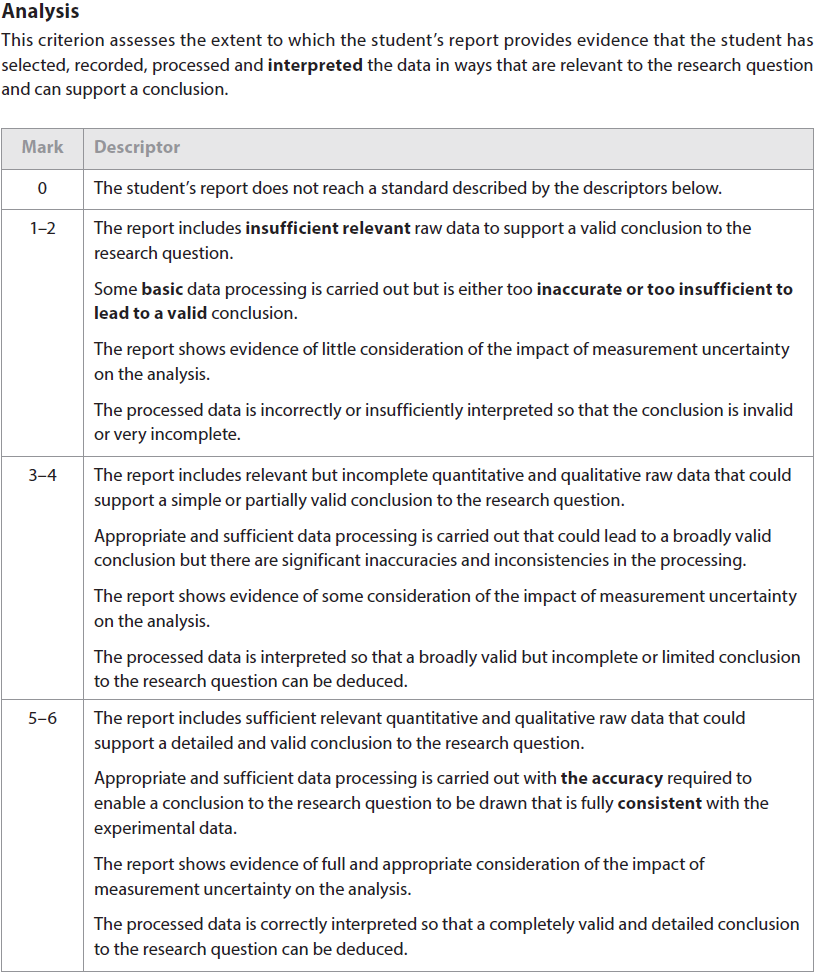 Analysis
This criterion assesses the extent to which the student's report provides evidence that the student has
selected, recorded, processed and interpreted the data in ways that are relevant to the research question
and can support a conclusion.
Mark Descriptor
0 The student's report does not reach a standard described by the descriptors below.
1–2 The report includes insufficient relevant raw data to support a valid conclusion to the
research question.
Some basic data processing is carried out but is either too inaccurate or too insufficient to
lead to a valid conclusion.
The report shows evidence of little consideration of the impact of measurement uncertainty
on the analysis.
The processed data is incorrectly or insufficiently interpreted so that the conclusion is invalid
or very incomplete.
3–4 The report includes relevant but incomplete quantitative and qualitative raw data that could
support a simple or partially valid conclusion to the research question.
Appropriate and sufficient data processing is carried out that could lead to a broadly valid
conclusion but there are significant inaccuracies and inconsistencies in the processing.
The report shows evidence of some consideration of the impact of measurement uncertainty
on the analysis.
The processed data is interpreted so that a broadly valid but incomplete or limited conclusion
to the research question can be deduced.
5–6 The report includes sufficient relevant quantitative and qualitative raw data that could
support a detailed and valid conclusion to the research question.
Appropriate and sufficient data processing is carried out with the accuracy required to
enable a conclusion to the research question to be drawn that is fully consistent with the
experimental data.
The report shows evidence of full and appropriate consideration of the impact of
measurement uncertainty on the analysis.
The processed data is correctly interpreted so that a completely valid and detailed conclusion
to the research question can be deduced.